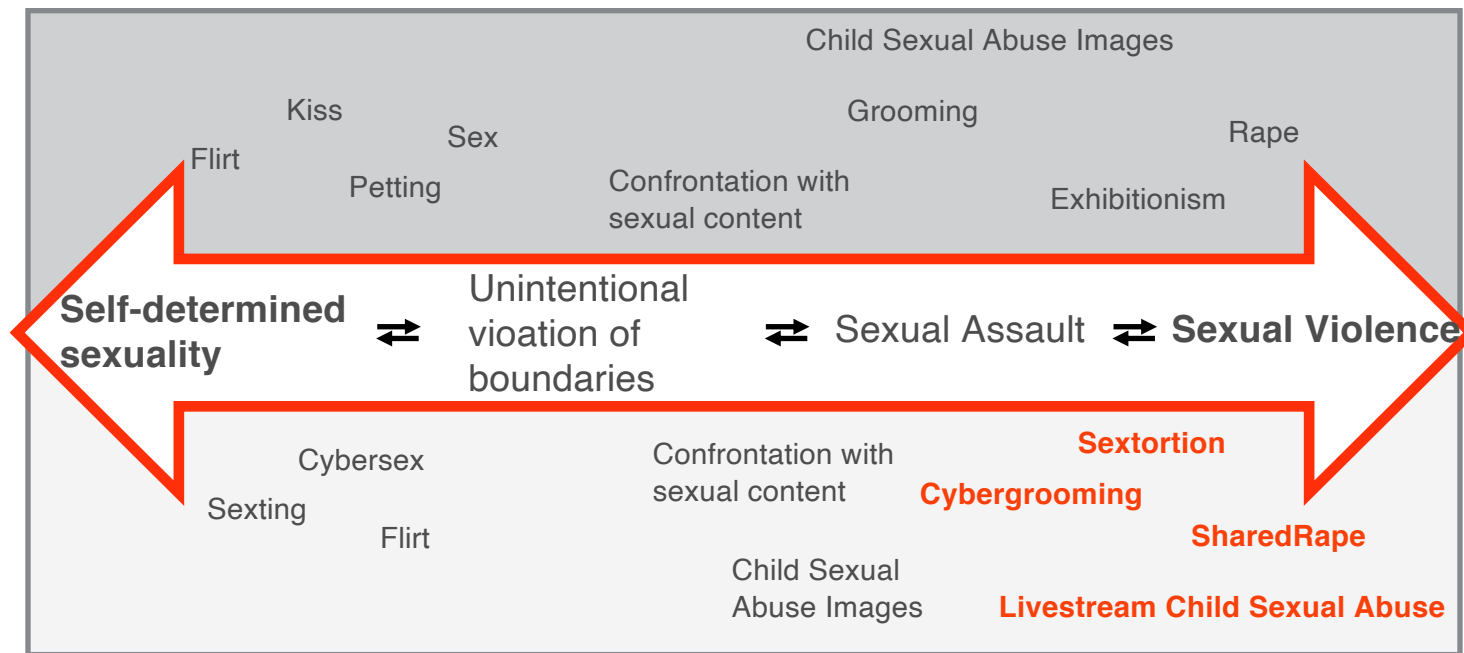 Child Sexual Abuse Images
Kiss
Grooming
Sex
Rape
Flirt
Petting
Confrontation with
sexual content
Exhibitionism
Self-determined
sexuality
Unintentional
vioation of
boundaries
Sexual Assault
Sexual Violence
Cybersex
Confrontation with
sexual content
Sextortion
Cybergrooming
Sexting
Flirt
SharedRape
Child Sexual
Abuse Images
Livestream Child Sexual Abuse